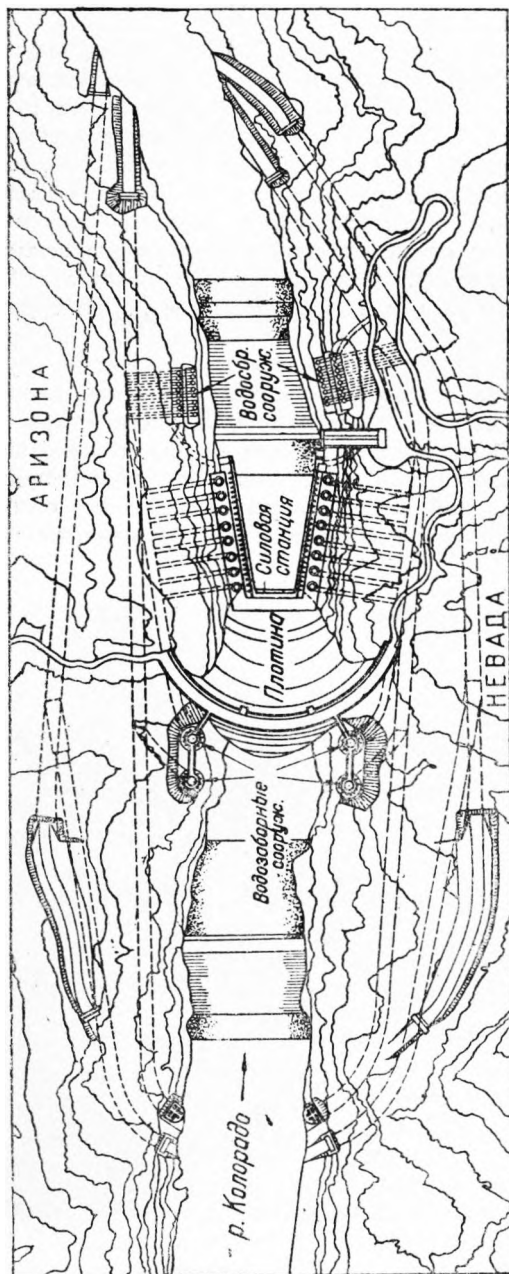 АРИЗОНА
Водосбр.
сооруж.
Силовая
станция
Плотина
НЕВАДА
Водозаборные
сооруж.
р. Колорадо